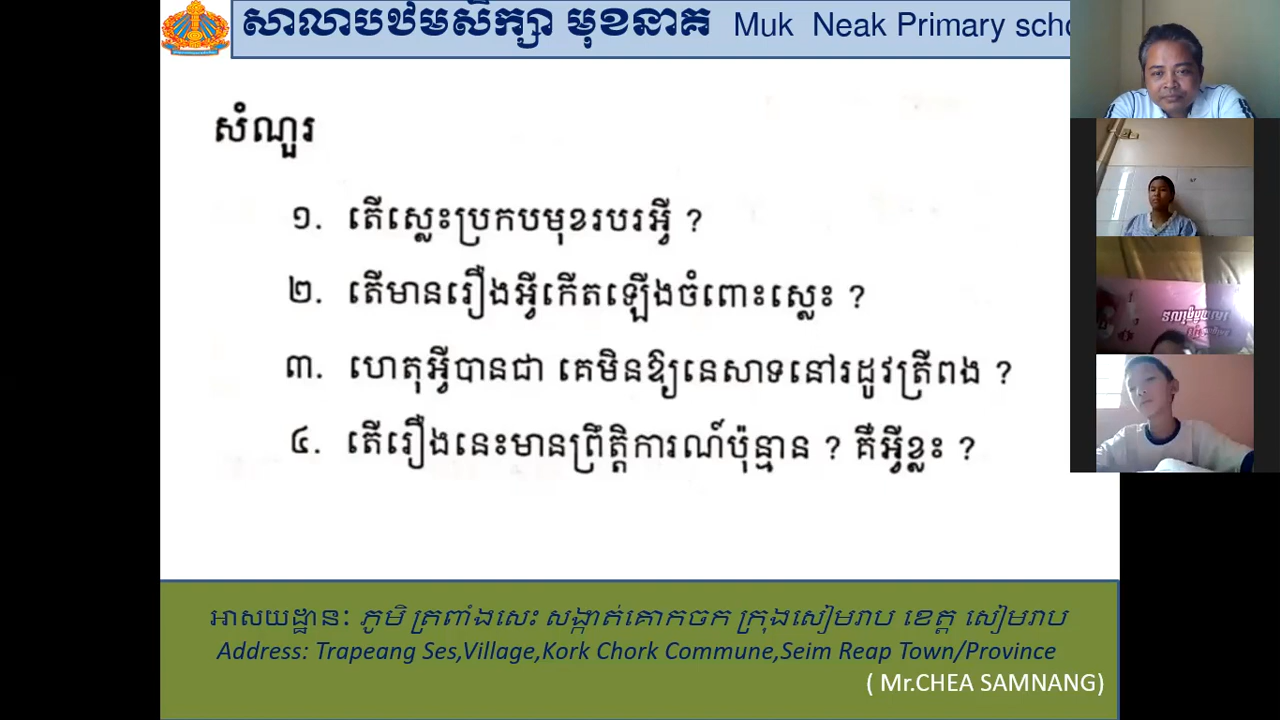 សាលាបឋមសិក្សា មុខនាគ Muk Neak Primary
សំណួរ
១. តើស្លេះប្រកបមុខរបរអ្វី ?
២. តើមានរឿងអ្វីកើតឡើងចំពោះស្លេះ ?
៣. ហេតុអ្វីបានជា គេមិនឱ្យនេសាទនៅរដូវត្រីពង ?
៤. តើរឿងនេះមានព្រឹត្តិការណ៍ប៉ុន្មាន ? គឺអ្វីខ្លះ ?
អាសយដ្ឋាន: ភូមិ ត្រពាំងសេះ សង្កាត់គោកចក ក្រុងសៀមរាប ខេត្ត សៀមរាប
Address: Trapeang Ses,Village,Kork Chork Commune,Seim Reap Town/Province
( Mr.CHEA SAMNANG)